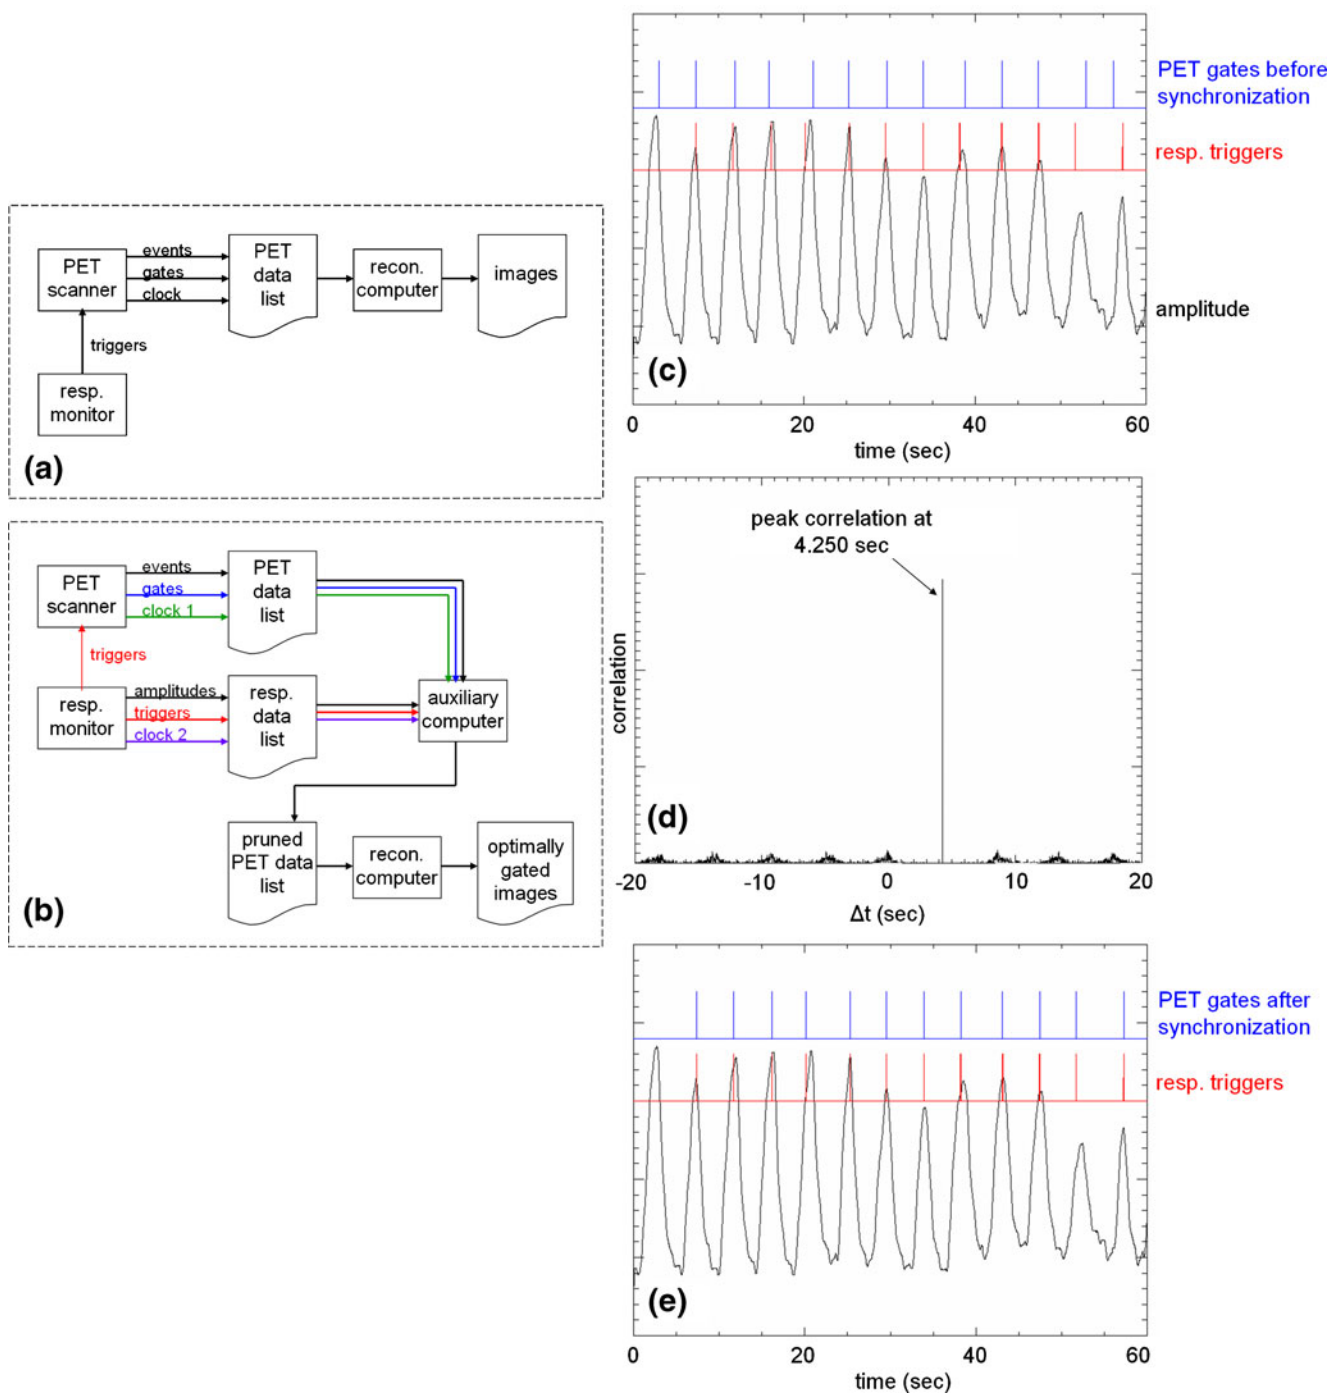 events
gates
clock
PET
scanner
PET
data
list
recon.
computer
images
triggers
resp.
monitor
(a)
events
gates
clock 1
PET
scanner
PET
data
list
triggers
amplitudes
triggers
clock 2
resp.
monitor
resp.
data
list
auxiliary
computer
pruned
PET data
list
recon.
computer
optimally
gated
images
(b)
PET gates before
synchronization
resp. triggers
amplitude
(c)
0
20
40
60
time (sec)
peak correlation at
4.250 sec
correlation
(d)
-20
-10
0
10
20
Δt (sec)
PET gates after
synchronization
resp. triggers
(e)
0
20
40
60
time (sec)